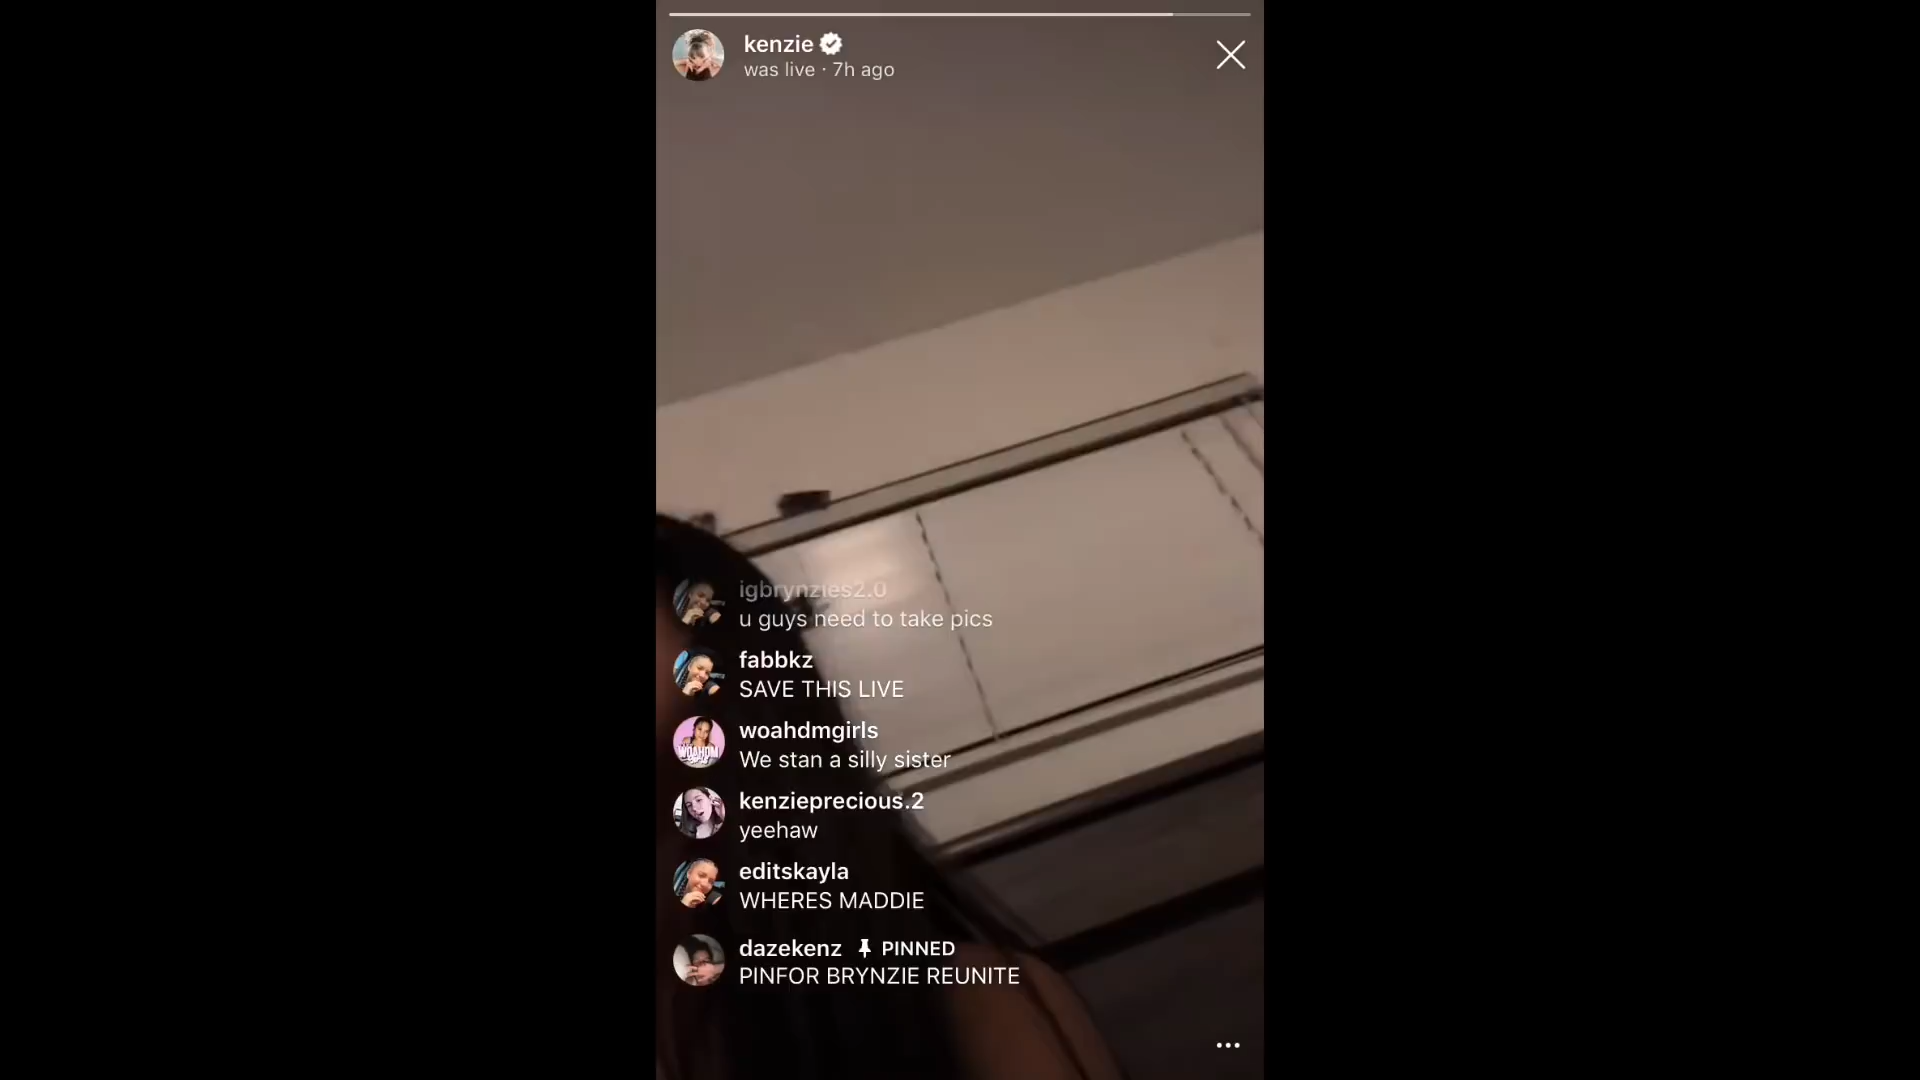 kenzie
was live · 7h ago
igbrynzies2.0
u guys need to take pics
fabbkz
SAVE THIS LIVE
woahdmgirls
We stan a silly sister
kenzieprecious.2
yeehaw
editskayla
WHERES MADDIE
dazekenz PINNED
PINFOR BRYNZIE REUNITE